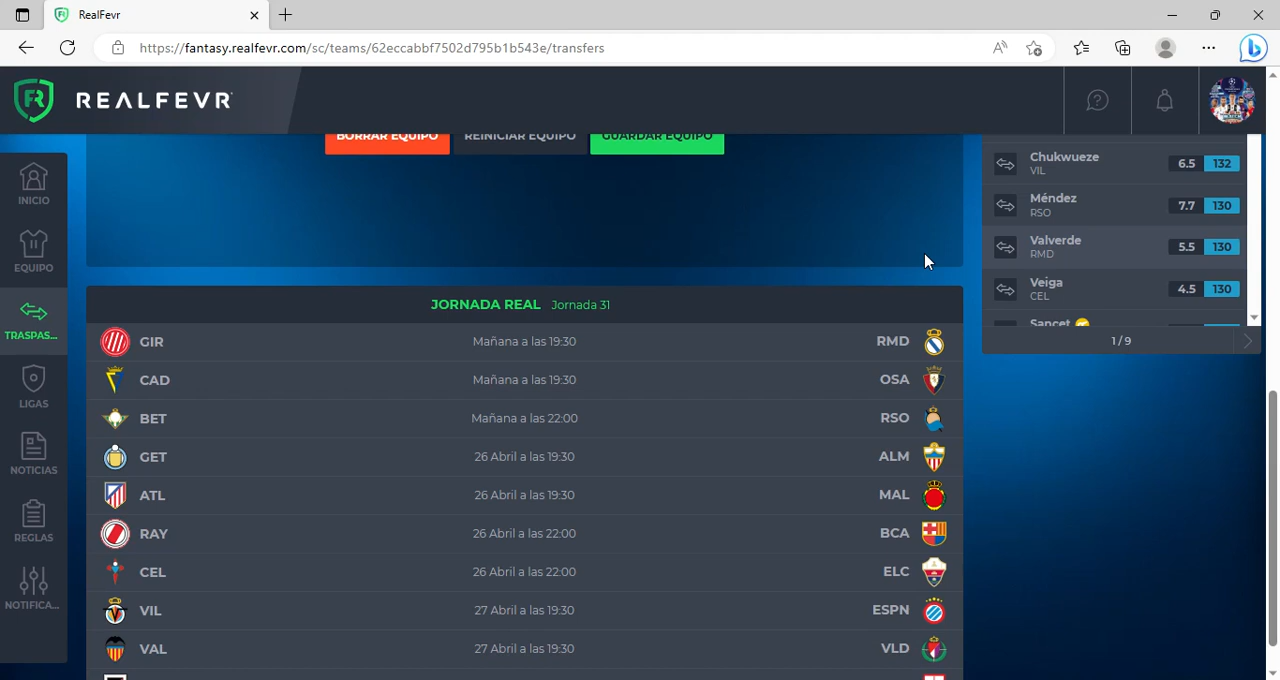 RealFevr
https://fantasy.realfevr.com/sc/teams/62eccabbf7502d795b1b543e/transfers
REALFEVR
INICIO
EQUIPO
TRASPAS...
LIGAS
NOTICIAS
REGLAS
NOTIFICA...
BORRAR EQUIPO REINICIAR EQUIPO GUARDAR EQUIPO
JORNADA REAL Jornada 31
GIR Mañana a las 19:30 RMD
CAD Mañana a las 19:30 OSA
BET Mañana a las 22:00 RSO
GET 26 Abril a las 19:30 ALM
ATL 26 Abril a las 19:30 MAL
RAY 26 Abril a las 22:00 BCA
CEL 26 Abril a las 22:00 ELC
VIL 27 Abril a las 19:30 ESPN
VAL 27 Abril a las 19:30 VLD
Chukwueze 6.5 132
VIL
Méndez 7.7 130
RSO
Valverde 5.5 130
RMD
Veiga 4.5 130
CEL
Sancet
1/9